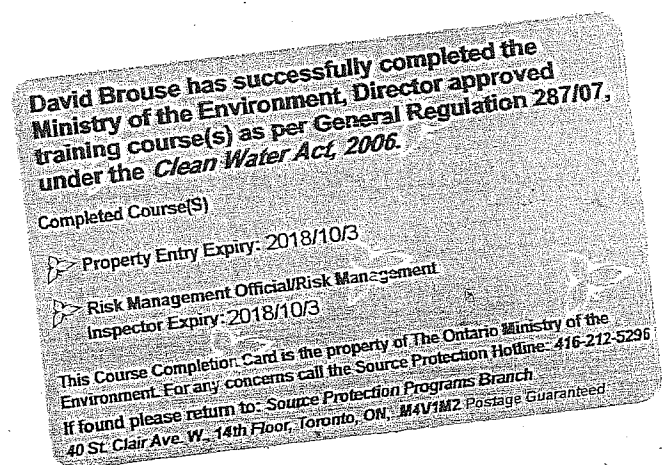 David Brouse has successfully completed the
Ministry of the Environment, Director approved
training course(s) as per General Regulation 287/07,
under the Clean Water Act, 2006.
Completed Course(S)
Property Entry Expiry: 2018/10/3
Risk Management Official/Risk Management
Inspector Expiry: 2018/10/3
This Course Completion Card is the property of The Ontario Ministry of the
Environment. For any concerns call the Source Protection Hotline: 416-212-5296
If found please return to: Source Protection Programs Branch
40 St. Clair Ave. W., 14th Floor, Toronto, ON, M4V1M2 Postage Guaranteed